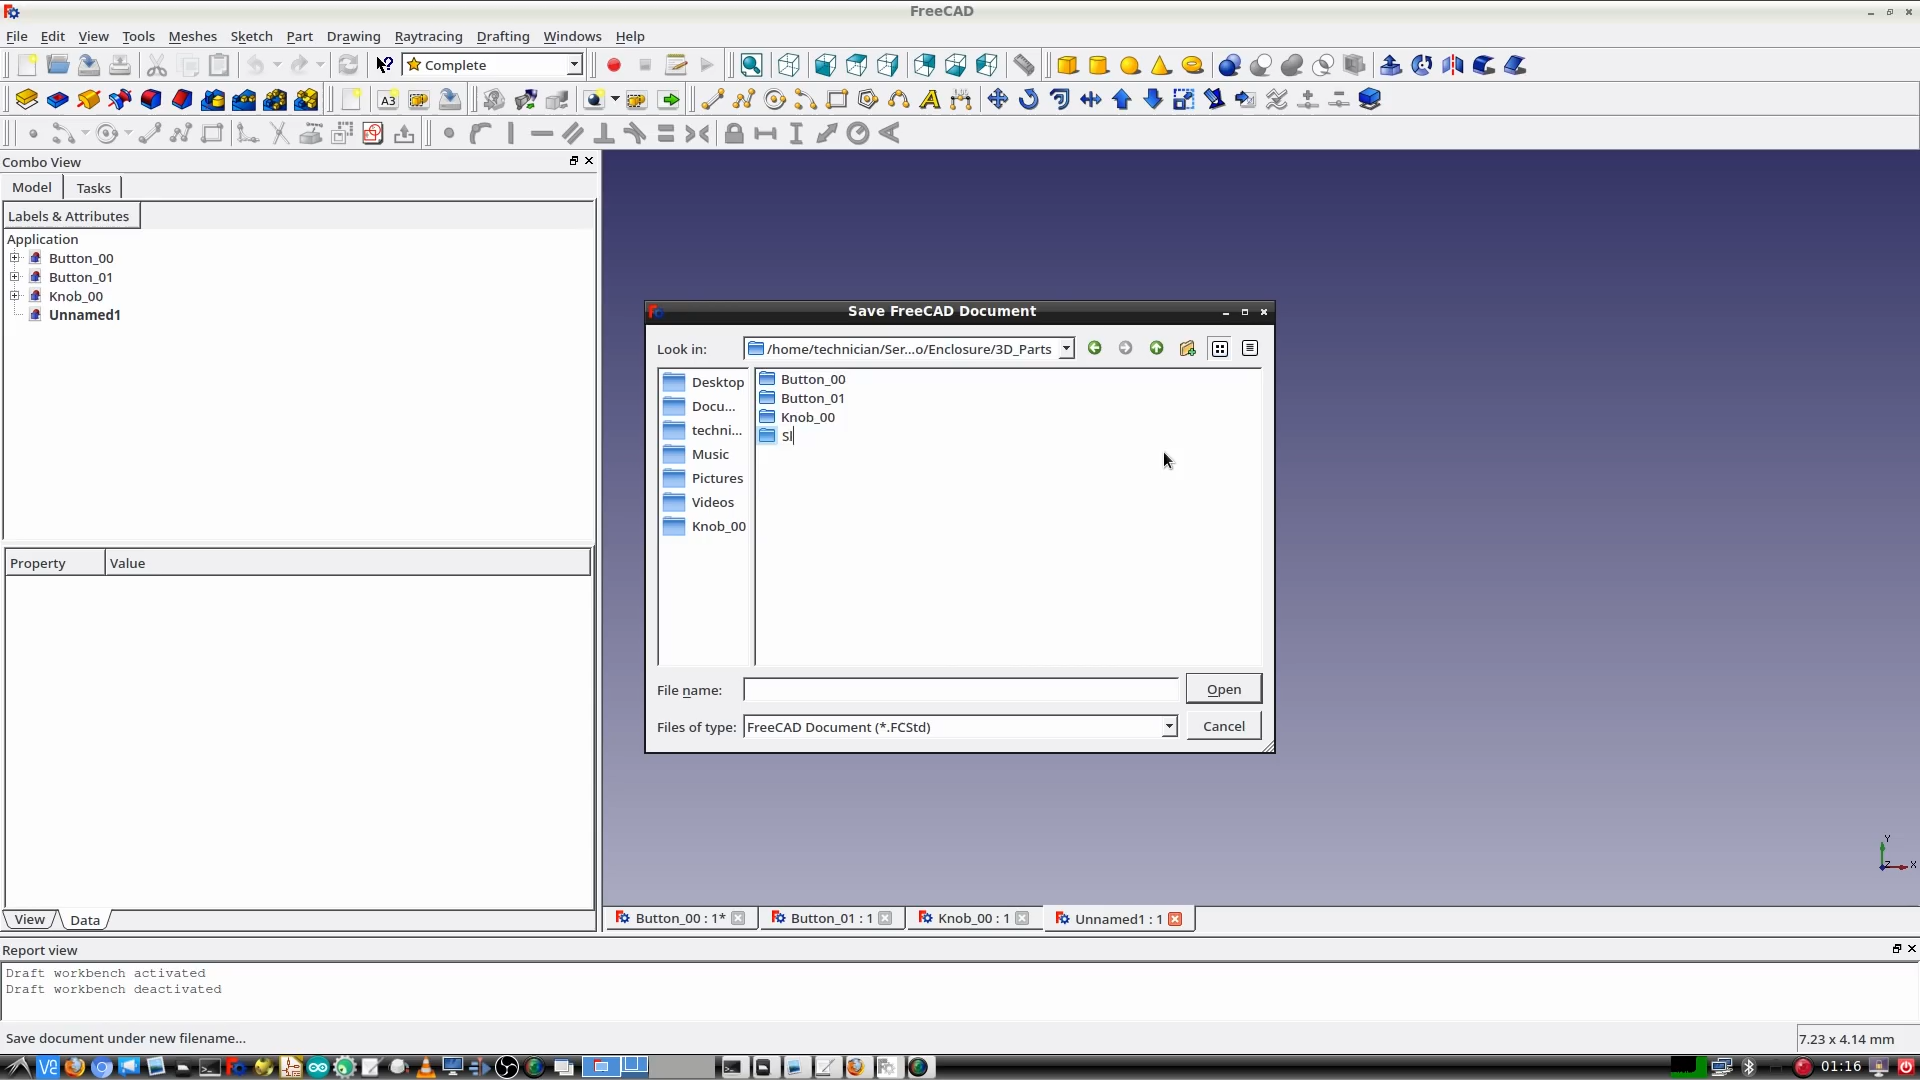 FreeCAD
File Edit View Tools Meshes Sketch Part Drawing Raytracing Drafting Windows Help
Complete
A3
Combo View
Model Tasks
Labels & Attributes
Application
Button_00
Button_01
Knob_00
Unnamed1
Property Value
View Data
Save FreeCAD Document
Look in: /home/technician/Ser...o/Enclosure/3D_Parts
Desktop
Docu...
techni...
Music
Pictures
Videos
Knob_00
Button_00
Button_01
Knob_00
Sl
File name: Open
Files of type: FreeCAD Document (*.FCStd) Cancel
Y
Z X
Button_00 : 1* Button_01 : 1 Knob_00 : 1 Unnamed1 : 1
Report view
Draft workbench activated
Draft workbench deactivated
Save document under new filename...
7.23 x 4.14 mm
01:16